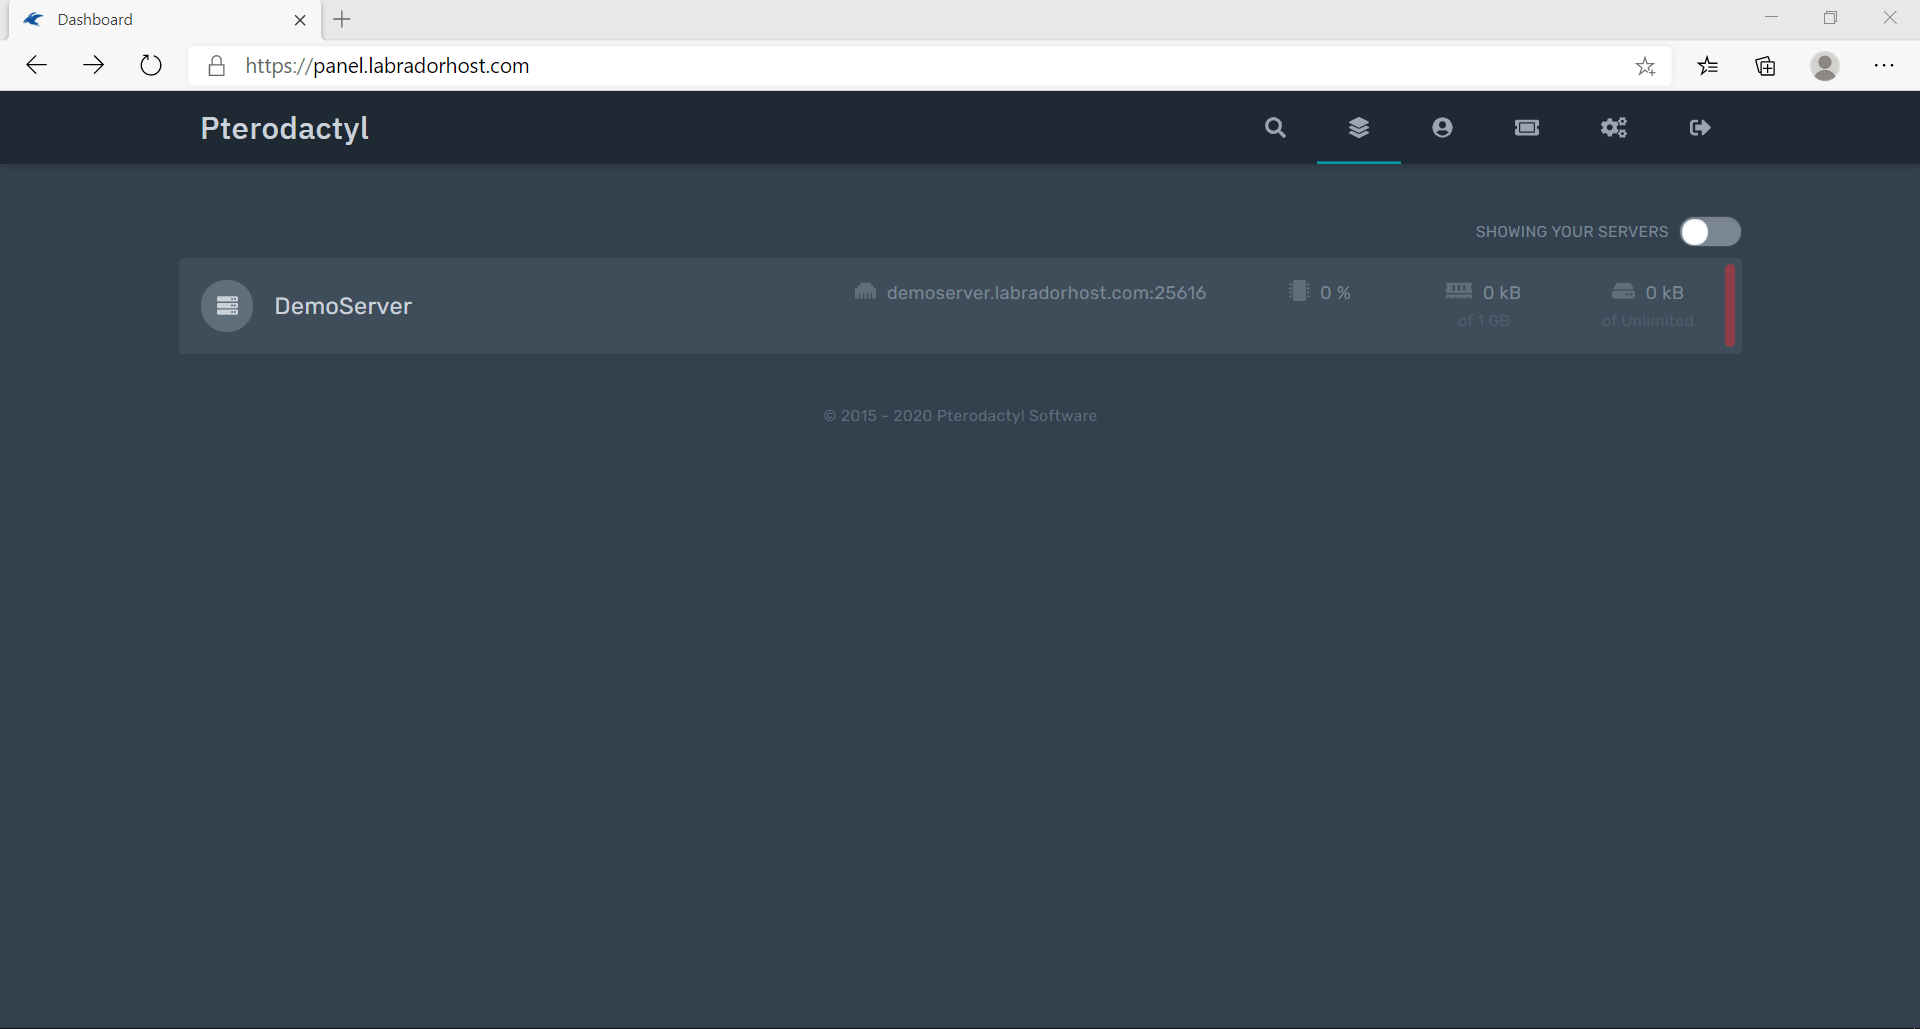 Dashboard
https://panel.labradorhost.com
Pterodactyl
SHOWING YOUR SERVERS
DemoServer
demoserver.labradorhost.com:25616
0 %
0 kB
of 1 GB
0 kB
of Unlimited
© 2015 - 2020 Pterodactyl Software